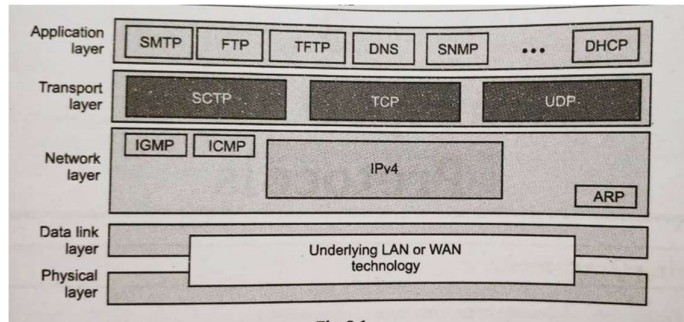 Application layer
SMTP FTP TFTP DNS SNMP ... DHCP
Transport layer
SCTP TCP UDP
Network layer
IGMP ICMP IPv4 ARP
Data link layer
Underlying LAN or WAN technology
Physical layer